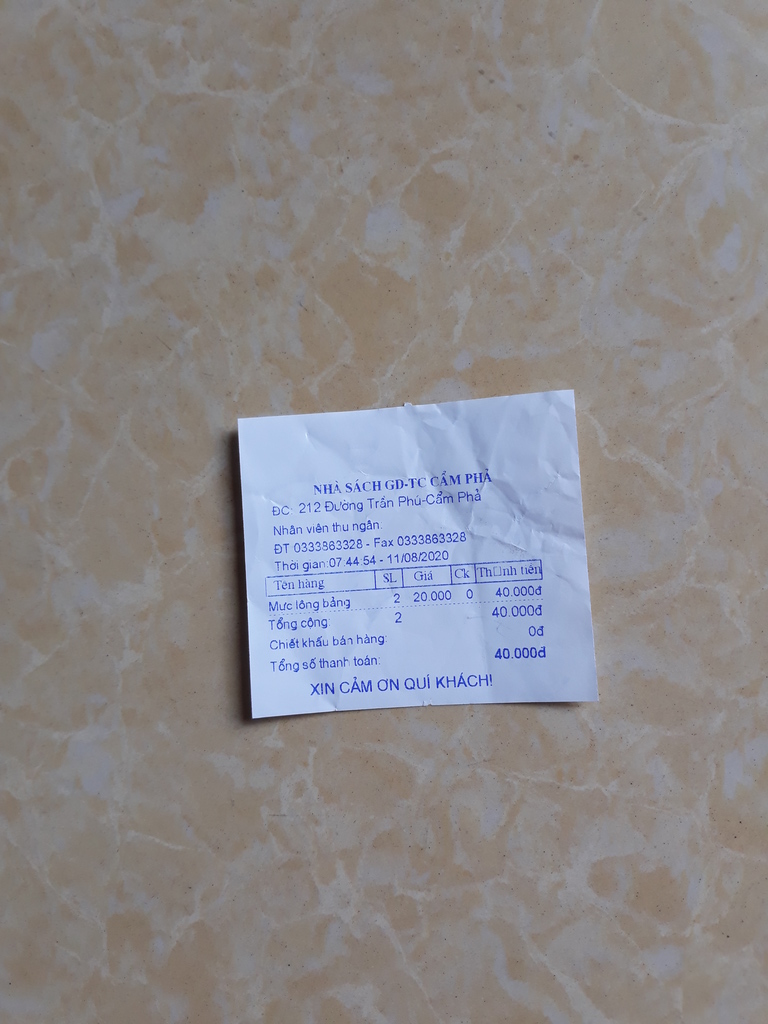 NHÀ SÁCH GD-TC CẨM PHẢ
ĐC: 212 Đường Trần Phú-Cẩm Phả
Nhân viên thu ngân:
ĐT 0333863328 - Fax 0333863328
Thời gian:07:44:54 - 11/08/2020
Tên hàng SL Giá Ck Th□nh tiền
Mực lông bảng 2 20.000 0 40.000đ
Tổng cộng: 2 40.000đ
Chiết khấu bán hàng: 0đ
Tổng số thanh toán: 40.000đ
XIN CẢM ƠN QUÍ KHÁCH!